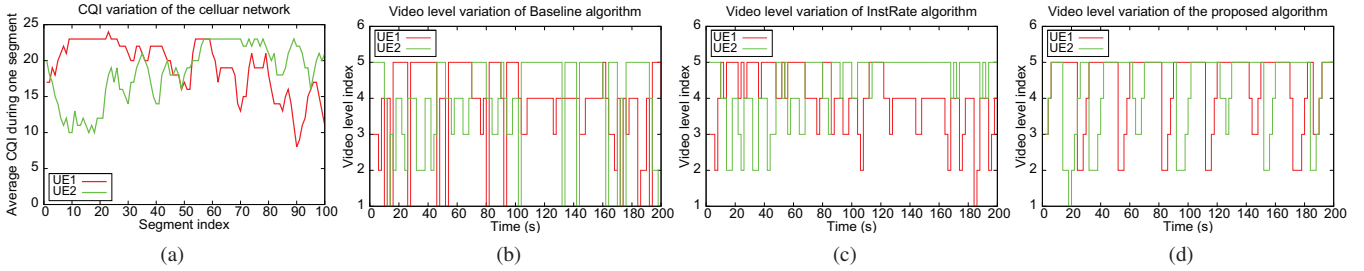 CQI variation of the celluar network
Average CQI during one segment
25
20
15
10
5
0
UE1
UE2
0 10 20 30 40 50 60 70 80 90 100
Segment index
(a)
Video level variation of Baseline algorithm
UE1
UE2
Video level index
6
5
4
3
2
1
0 20 40 60 80 100 120 140 160 180 200
Time (s)
(b)
Video level variation of InstRate algorithm
UE1
UE2
Video level index
6
5
4
3
2
1
0 20 40 60 80 100 120 140 160 180 200
Time (s)
(c)
Video level variation of the proposed algorithm
UE1
UE2
Video level index
6
5
4
3
2
1
0 20 40 60 80 100 120 140 160 180 200
Time (s)
(d)